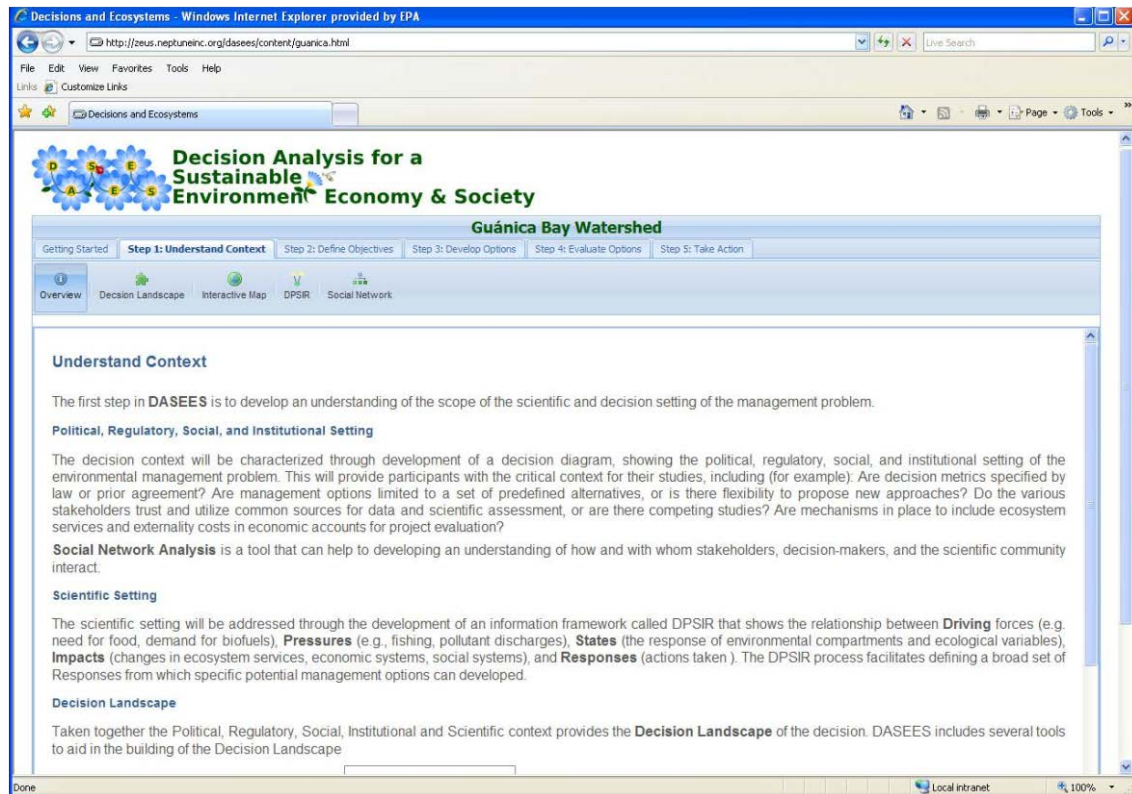 Decisions and Ecosystems - Windows Internet Explorer provided by EPA
http://zeus.neptuneinc.org/dasees/content/guanica.html
Live Search
File Edit View Favorites Tools Help
Links Customize Links
Decisions and Ecosystems
Page Tools
D S E
A E S
Decision Analysis for a
Sustainable
Environment Economy & Society
Guánica Bay Watershed
Getting Started Step 1: Understand Context Step 2: Define Objectives Step 3: Develop Options Step 4: Evaluate Options Step 5: Take Action
Overview Decsion Landscape Interactive Map DPSIR Social Network
Understand Context
The first step in DASEES is to develop an understanding of the scope of the scientific and decision setting of the management problem.
Political, Regulatory, Social, and Institutional Setting
The decision context will be characterized through development of a decision diagram, showing the political, regulatory, social, and institutional setting of the
environmental management problem. This will provide participants with the critical context for their studies, including (for example): Are decision metrics specified by
law or prior agreement? Are management options limited to a set of predefined alternatives, or is there flexibility to propose new approaches? Do the various
stakeholders trust and utilize common sources for data and scientific assessment, or are there competing studies? Are mechanisms in place to include ecosystem
services and externality costs in economic accounts for project evaluation?
Social Network Analysis is a tool that can help to developing an understanding of how and with whom stakeholders, decision-makers, and the scientific community
interact.
Scientific Setting
The scientific setting will be addressed through the development of an information framework called DPSIR that shows the relationship between Driving forces (e.g.
need for food, demand for biofuels), Pressures (e.g., fishing, pollutant discharges), States (the response of environmental compartments and ecological variables),
Impacts (changes in ecosystem services, economic systems, social systems), and Responses (actions taken ). The DPSIR process facilitates defining a broad set of
Responses from which specific potential management options can developed.
Decision Landscape
Taken together the Political, Regulatory, Social, Institutional and Scientific context provides the Decision Landscape of the decision. DASEES includes several tools
to aid in the building of the Decision Landscape
Done Local intranet 100%